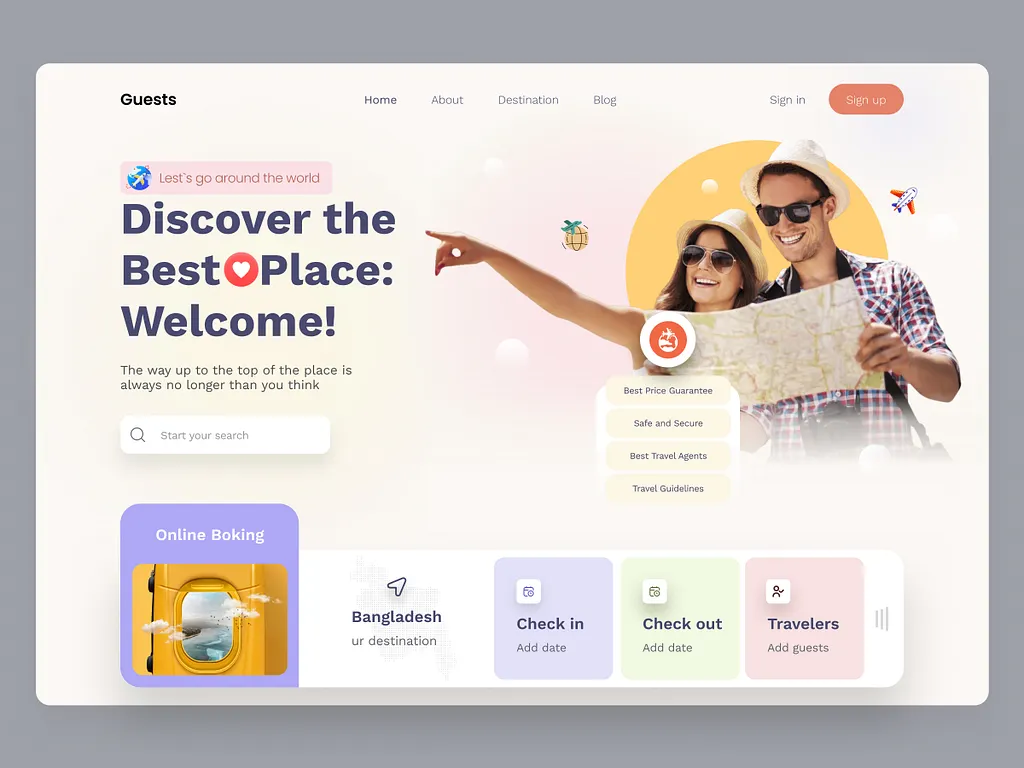 Guests
Home
About
Destination
Blog
Sign in
Sign up
Lest`s go around the world
Discover the
Best Place:
Welcome!
The way up to the top of the place is
always no longer than you think
Start your search
Best Price Guarantee
Safe and Secure
Best Travel Agents
Travel Guidelines
Online Boking
Bangladesh
ur destination
Check in
Add date
Check out
Add date
Travelers
Add guests